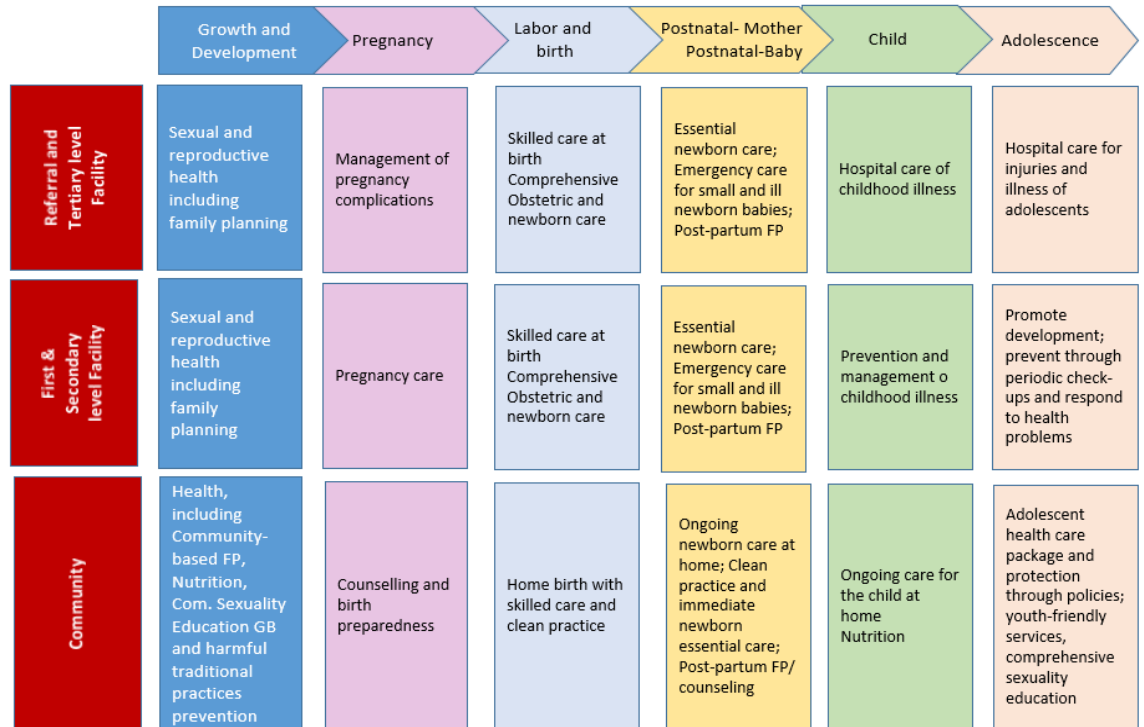 Growth and
Development
Pregnancy
Labor and
birth
Postnatal- Mother
Postnatal-Baby
Child
Adolescence
Referral and
Tertiary level
Facility
Sexual and
reproductive
health
including
family planning
Management of
pregnancy
complications
Skilled care at
birth
Comprehensive
Obstetric and
newborn care
Essential
newborn care;
Emergency care
for small and ill
newborn babies;
Post-partum FP
Hospital care of
childhood illness
Hospital care for
injuries and
illness of
adolescents
First &
Secondary
level Facility
Sexual and
reproductive
health
including
family
planning
Pregnancy care
Skilled care at
birth
Comprehensive
Obstetric and
newborn care
Essential
newborn care;
Emergency care
for small and ill
newborn babies;
Post-partum FP
Prevention and
management o
childhood illness
Promote
development;
prevent through
periodic check-
ups and respond
to health
problems
Community
Health,
including
Community-
based FP,
Nutrition,
Com. Sexuality
Education GB
and harmful
traditional
practices
prevention
Counselling and
birth
preparedness
Home birth with
skilled care and
clean practice
Ongoing
newborn care at
home; Clean
practice and
immediate
newborn
essential care;
Post-partum FP/
counseling
Ongoing care for
the child at
home
Nutrition
Adolescent
health care
package and
protection
through policies;
youth-friendly
services,
comprehensive
sexuality
education